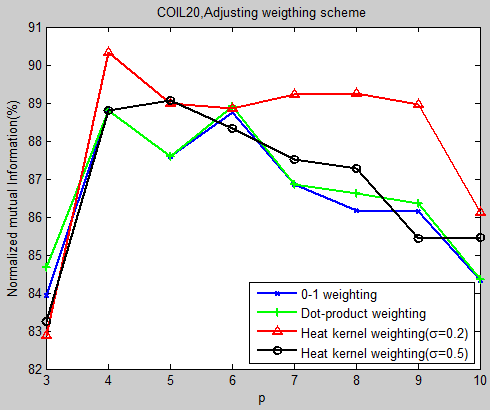 COIL20,Adjusting weigthing scheme
Normalized mutual Information(%)
91
90
89
88
87
86
85
84
83
82
3 4 5 6 7 8 9 10
p
0-1 weighting
Dot-product weighting
Heat kernel weighting(σ=0.2)
Heat kernel weighting(σ=0.5)